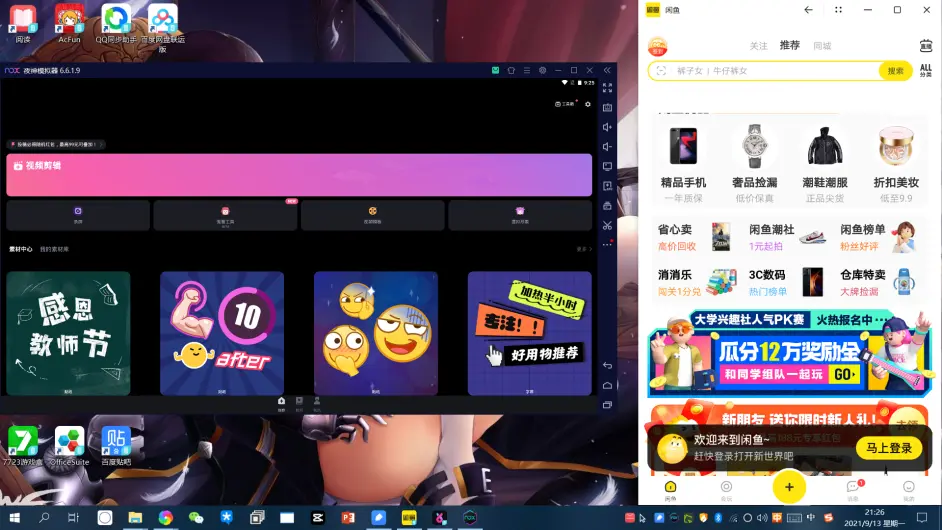 阅读
AcFun
QQ同步助手
百度网盘联运版
nox 夜神模拟器 6.6.1.9
9:25
工具箱
视频剪辑
素材中心
我的素材库
更多
感恩
教师节
10
after
加热半小时
专注！！
好用物推荐
7723游戏盒
OfficeSuite
贴
百度贴吧
闲鱼
关注
推荐
同城
裤子女 | 牛仔裤女
搜索
ALL
分类
精品手机
一年质保
奢品捡漏
低价保真
潮鞋潮服
正品尖货
折扣美妆
低至9.9
省心卖
高价回收
闲鱼潮社
1元起拍
闲鱼榜单
粉丝好评
消消乐
闯关1分兑
3C数码
热门榜单
仓库特卖
大牌捡漏
大学兴趣社人气PK赛
火热报名中
瓜分12万奖励金
和同学组队一起玩
GO
新朋友 送你限时新人礼!
欢迎来到闲鱼~
赶快登录打开新世界吧
马上登录
闲鱼
会玩
消息
1
我的
中
21:26
2021/9/13 星期一